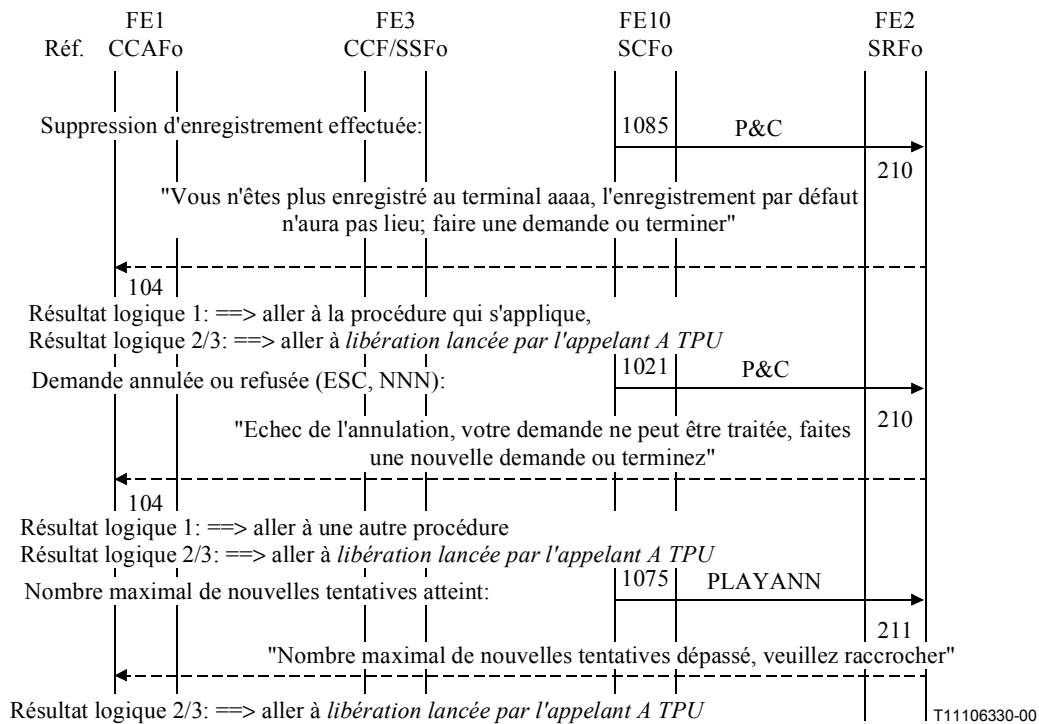 FE1 FE3 FE10 FE2
Réf. CCAFo CCF/SSFo SCFo SRFo
Suppression d'enregistrement effectuée: 1085 P&C
210
"Vous n'êtes plus enregistré au terminal aaaa, l'enregistrement par défaut
n'aura pas lieu; faire une demande ou terminer"
104
Résultat logique 1: ==> aller à la procédure qui s'applique,
Résultat logique 2/3: ==> aller à libération lancée par l'appelant A TPU
Demande annulée ou refusée (ESC, NNN): 1021 P&C
210
"Echec de l'annulation, votre demande ne peut être traitée, faites
une nouvelle demande ou terminez"
104
Résultat logique 1: ==> aller à une autre procédure
Résultat logique 2/3: ==> aller à libération lancée par l'appelant A TPU
Nombre maximal de nouvelles tentatives atteint: 1075 PLAYANN
211
"Nombre maximal de nouvelles tentatives dépassé, veuillez raccrocher"
Résultat logique 2/3: ==> aller à libération lancée par l'appelant A TPU
T11106330-00